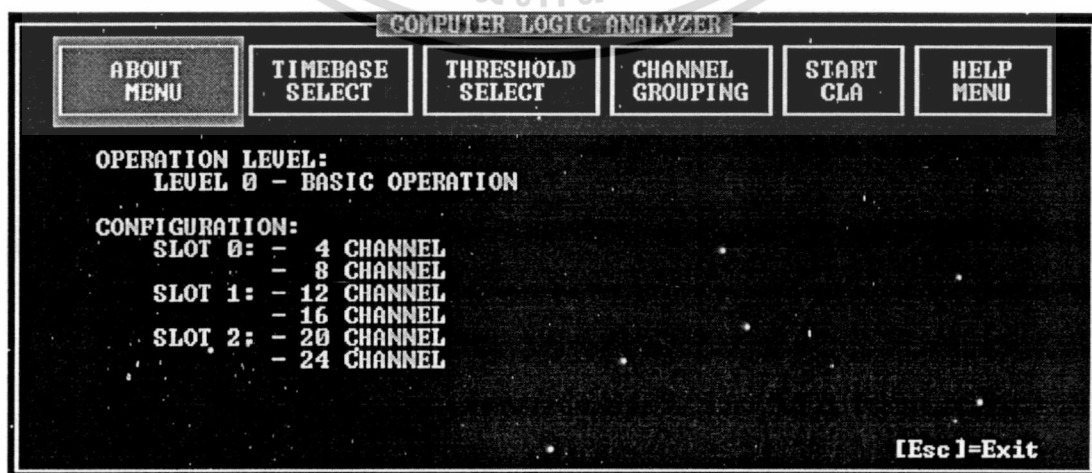 COMPUTER LOGIC ANALYZER
ABOUT MENU
TIMEBASE SELECT
THRESHOLD SELECT
CHANNEL GROUPING
START CLA
HELP MENU
OPERATION LEVEL:
LEVEL 0 - BASIC OPERATION
CONFIGURATION:
SLOT 0: - 4 CHANNEL
- 8 CHANNEL
SLOT 1: - 12 CHANNEL
- 16 CHANNEL
SLOT 2: - 20 CHANNEL
- 24 CHANNEL
[Esc]=Exit